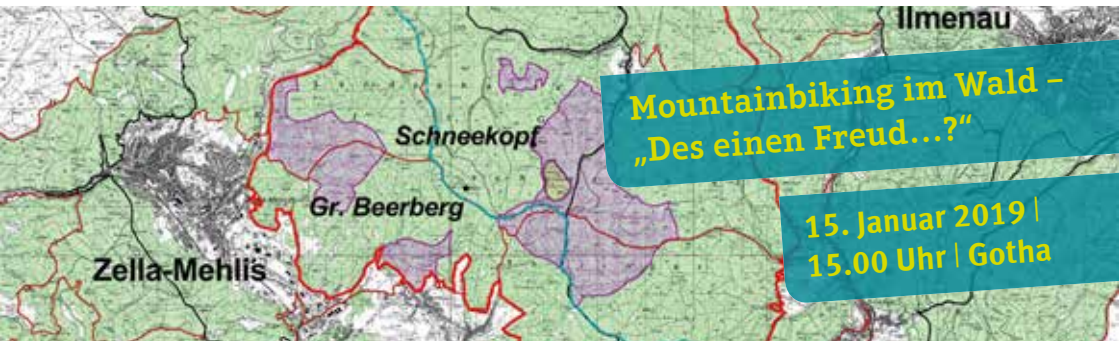 Ilmenau
Mountainbiking im Wald –
„Des einen Freud...?“
Schneekopf
Gr. Beerberg
15. Januar 2019 |
15.00 Uhr | Gotha
Zella-Mehlis